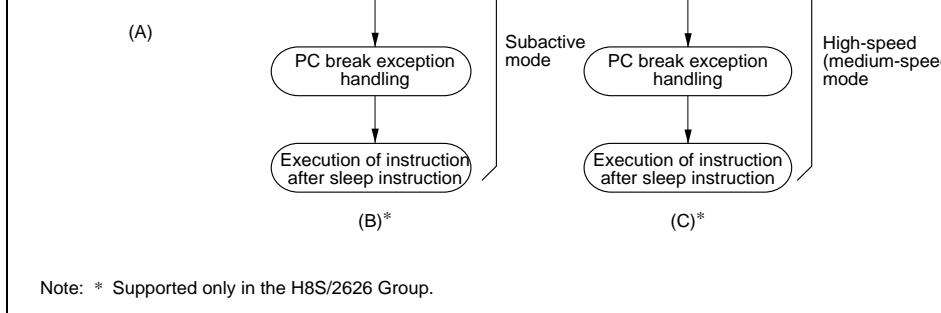 (A)
PC break exception
handling
Subactive
mode
PC break exception
handling
High-speed
(medium-speed
mode
Execution of instruction
after sleep instruction
Execution of instruction
after sleep instruction
(B)*
(C)*
Note: * Supported only in the H8S/2626 Group.